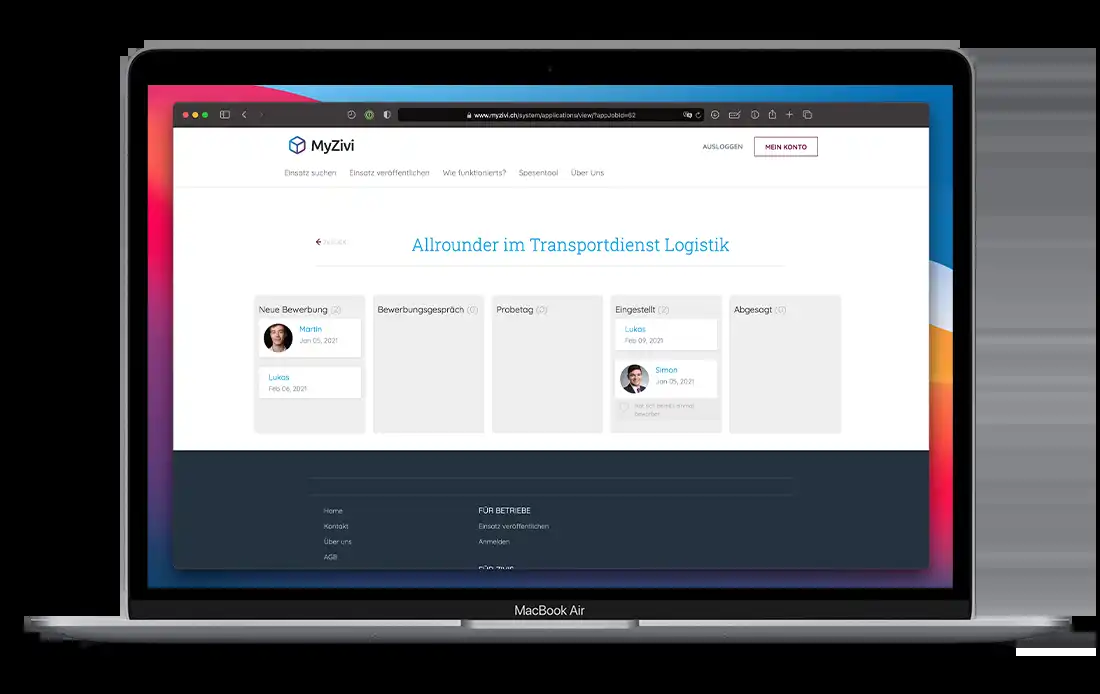 www.myzivi.ch/system/applications/view/?appJobId=62
MyZivi
AUSLOGGEN
MEIN KONTO
Einsatz suchen Einsatz veröffentlichen Wie funktionierts? Spesentool Über Uns
ZURÜCK
Allrounder im Transportdienst Logistik
Neue Bewerbung (2)
Martin
Jan 05, 2021
Lukas
Feb 06, 2021
Bewerbungsgespräch (0)
Probetag (0)
Eingestellt (2)
Lukas
Feb 09, 2021
Simon
Jan 05, 2021
Abgesagt (0)
Home
Kontakt
Über uns
AGB
FÜR BETRIEBE
Einsatz veröffentlichen
Anmelden
FÜR ZIVIS
MacBook Air